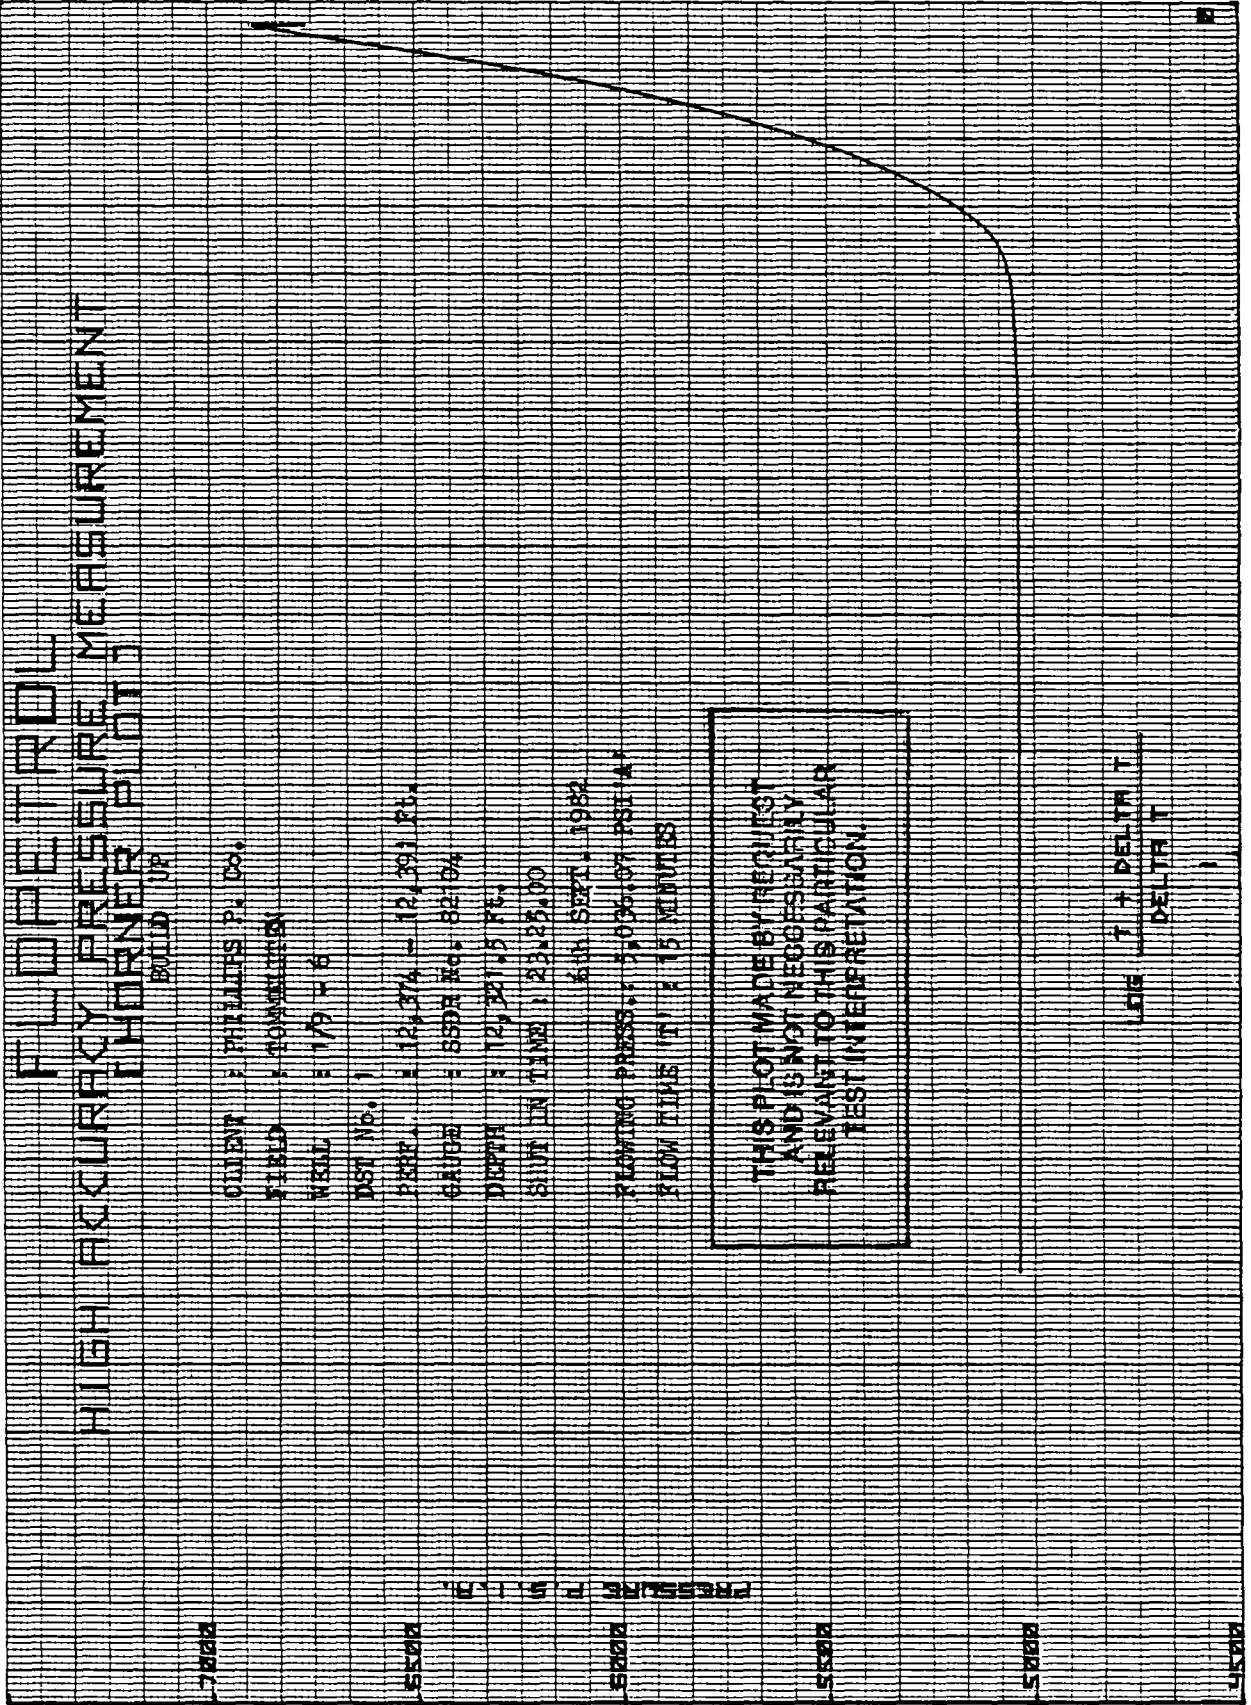 FLOPETROL
HIGH ACCURACY PRESSURE MEASUREMENT
[HORNER PLOT]
BUILD UP
CLIENT : PHILLIPS P. Co.
FIELD : TOMMELITEN
WELL : 1/9 - 6
DST No. 1
PERF. : 12,374 - 12,391 Ft.
GAUGE : SSDR No. 82104
DEPTH : 12,321.5 Ft.
SHUT IN TIME : 23.25.00
6th SEPT. 1982
FLOWING PRESS.: 5,036.07 PSI'A'
FLOW TIME 'T' : 15 MINUTES
THIS PLOT MADE BY REQUEST
AND IS NOT NECESSARILY
RELEVANT TO THIS PARTICULAR
TEST INTERPRETATION.
PRESSURE P.S.I.A.
7000
6500
6000
5500
5000
4500
LOG T + DELTA T
DELTA T
1
0